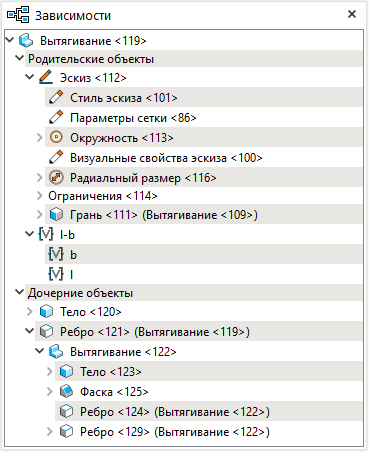 Зависимости
Вытягивание <119>
Родительские объекты
Эскиз <112>
Стиль эскиза <101>
Параметры сетки <86>
Окружность <113>
Визуальные свойства эскиза <100>
Радиальный размер <116>
Ограничения <114>
Грань <111> (Вытягивание <109>)
l-b
b
l
Дочерние объекты
Тело <120>
Ребро <121> (Вытягивание <119>)
Вытягивание <122>
Тело <123>
Фаска <125>
Ребро <124> (Вытягивание <122>)
Ребро <129> (Вытягивание <122>)